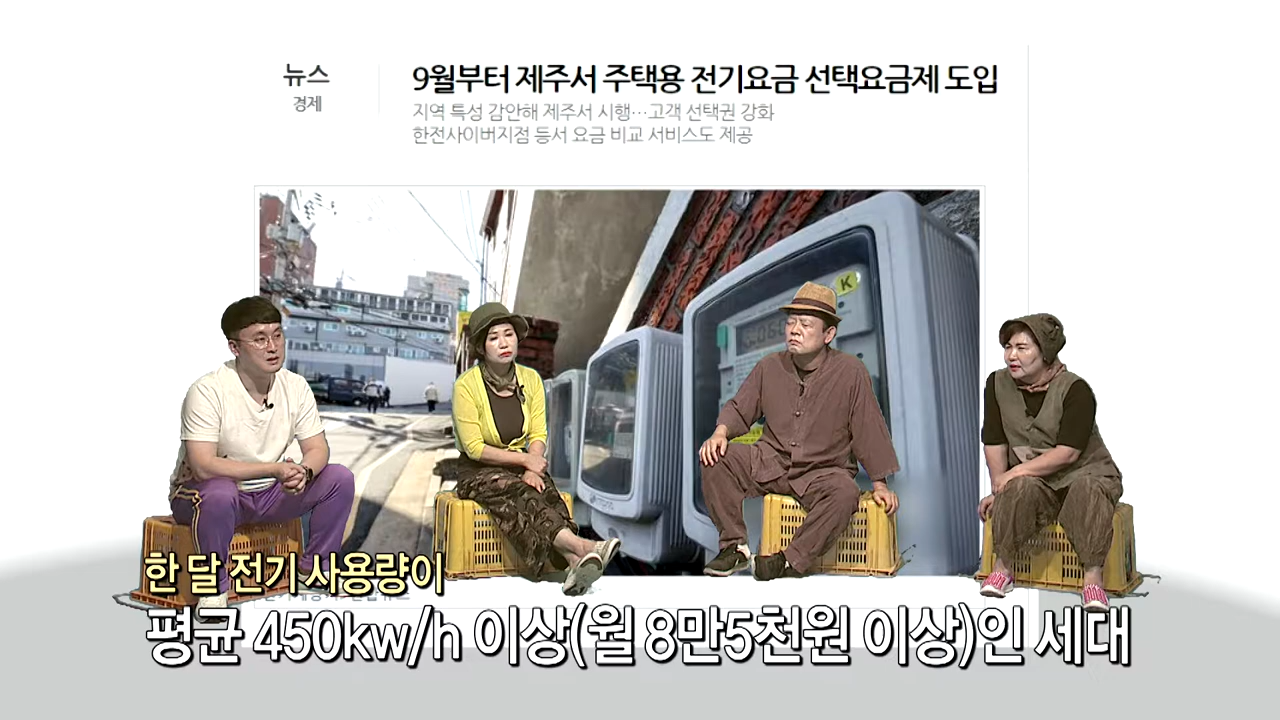 뉴스
경제
9월부터 제주서 주택용 전기요금 선택요금제 도입
지역 특성 감안해 제주서 시행…고객 선택권 강화
한전사이버지점 등서 요금 비교 서비스도 제공
K
한 달 전기 사용량이
평균 450kw/h 이상(월 8만5천원 이상)인 세대